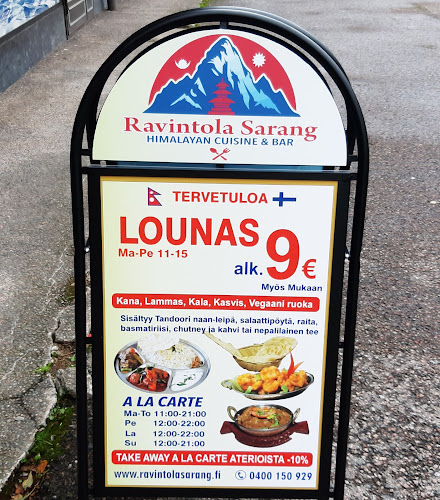 Ravintola Sarang
HIMALAYAN CUISINE & BAR
TERVETULOA
LOUNAS
Ma-Pe 11-15
alk. 9€
Myös Mukaan
Kana, Lammas, Kala, Kasvis, Vegaani ruoka
Sisältyy Tandoori naan-leipä, salaattipöytä, raita,
basmatiriisi, chutney ja kahvi tai nepalilainen tee
A LA CARTE
Ma-To 11:00-21:00
Pe 12:00-22:00
La 12:00-22:00
Su 12:00-21:00
TAKE AWAY A LA CARTE ATERIOISTA -10%
www.ravintolasarang.fi 0400 150 929